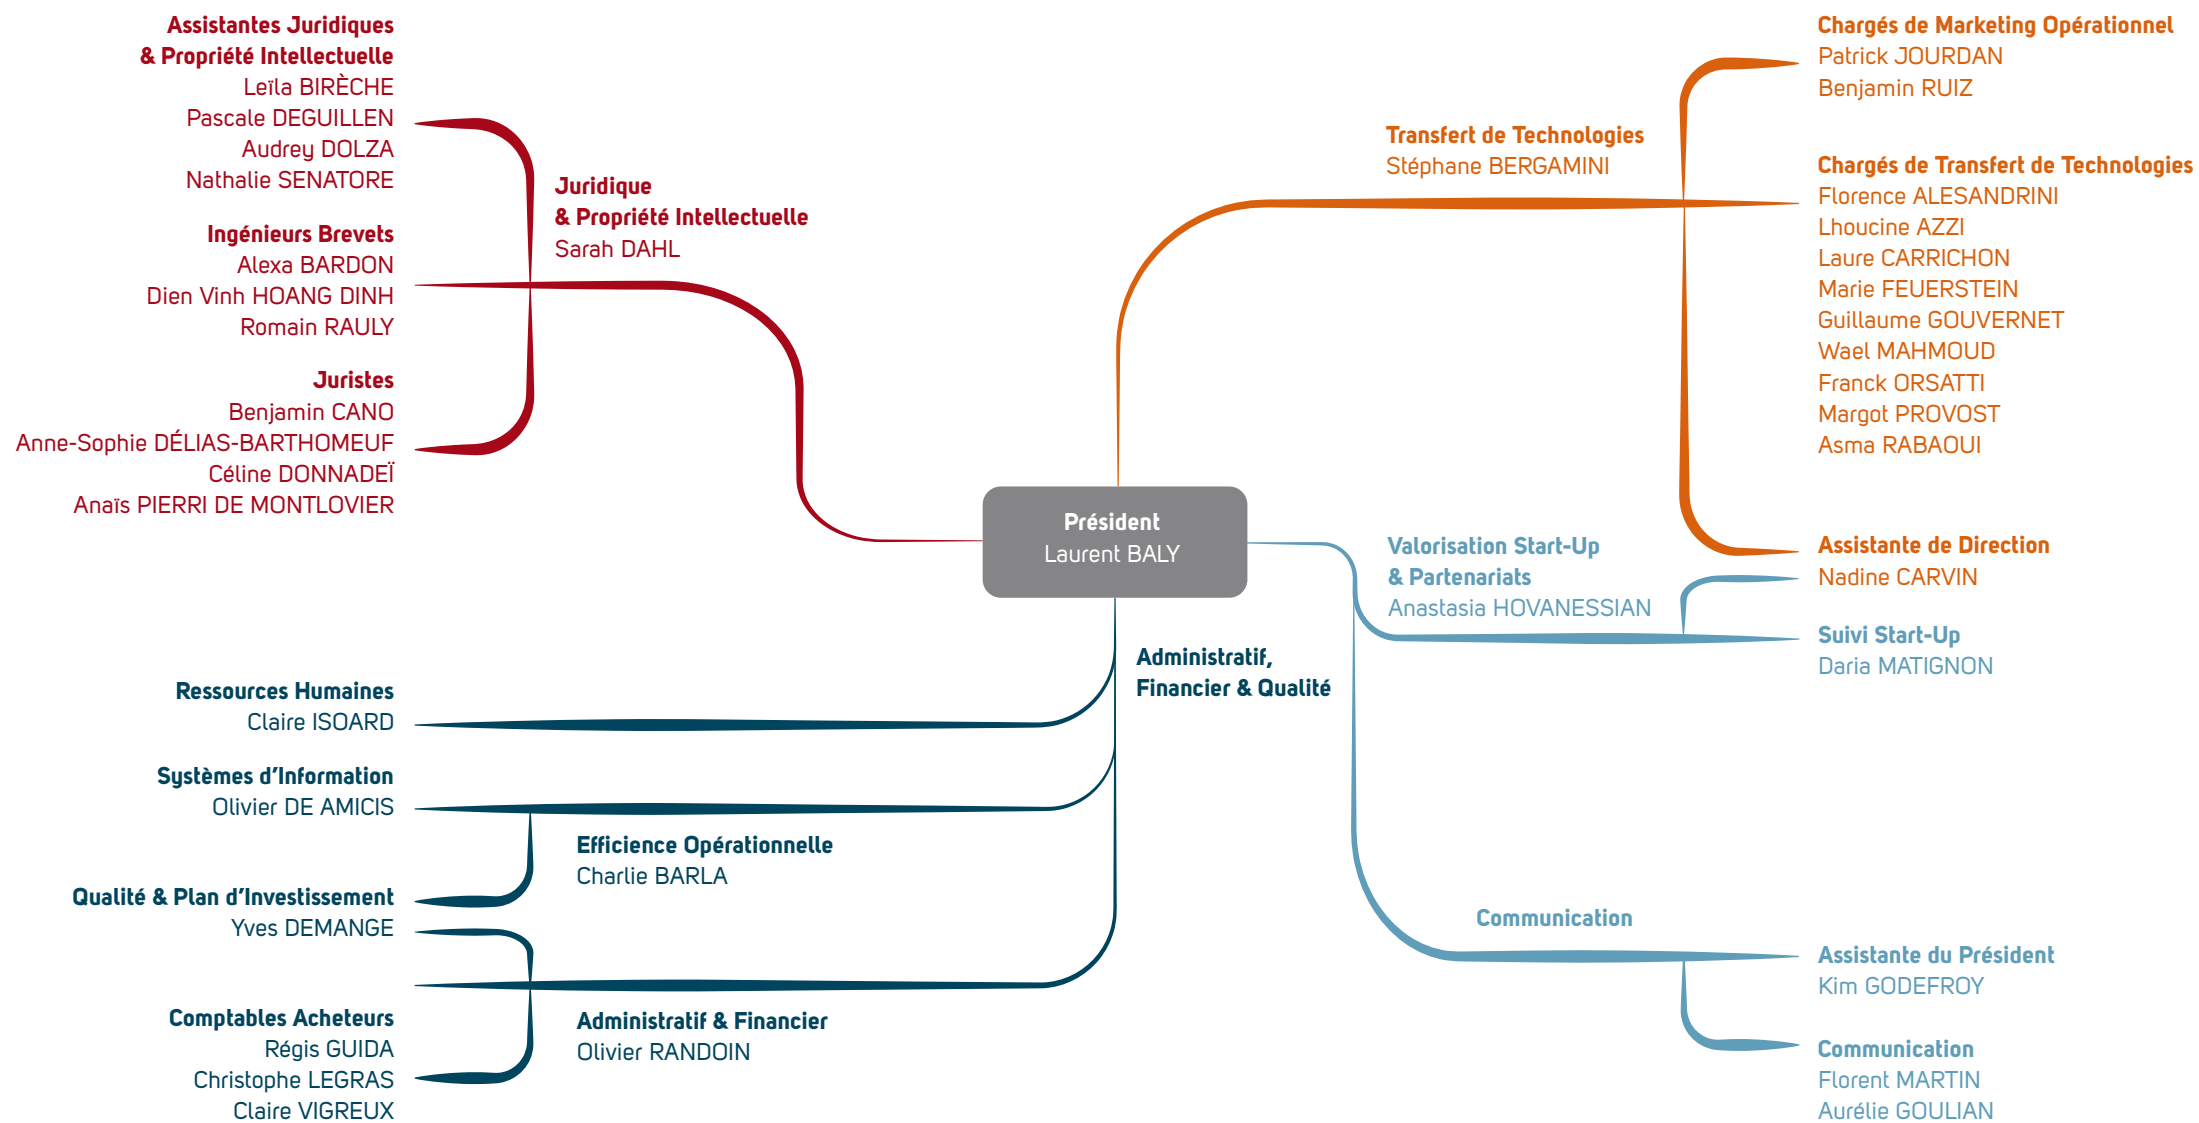 Assistantes Juridiques
& Propriété Intellectuelle
Leïla BIRÈCHE
Pascale DEGUILLEN
Audrey DOLZA
Nathalie SENATORE
Ingénieurs Brevets
Alexa BARDON
Dien Vinh HOANG DINH
Romain RAULY
Juristes
Benjamin CANO
Anne-Sophie DÉLIAS-BARTHOMEUF
Céline DONNADEÏ
Anaïs PIERRI DE MONTLOVIER
Juridique
& Propriété Intellectuelle
Sarah DAHL
Transfert de Technologies
Stéphane BERGAMINI
Chargés de Marketing Opérationnel
Patrick JOURDAN
Benjamin RUIZ
Chargés de Transfert de Technologies
Florence ALESANDRINI
Lhoucine AZZI
Laure CARRICHON
Marie FEUERSTEIN
Guillaume GOUVERNET
Wael MAHMOUD
Franck ORSATTI
Margot PROVOST
Asma RABAOUI
Assistante de Direction
Nadine CARVIN
Président
Laurent BALY
Valorisation Start-Up
& Partenariats
Anastasia HOVANESSIAN
Suivi Start-Up
Daria MATIGNON
Administratif,
Financier & Qualité
Ressources Humaines
Claire ISOARD
Systèmes d'Information
Olivier DE AMICIS
Efficience Opérationnelle
Charlie BARLA
Qualité & Plan d'Investissement
Yves DEMANGE
Comptables Acheteurs
Régis GUIDA
Christophe LEGRAS
Claire VIGREUX
Administratif & Financier
Olivier RANDOIN
Communication
Assistante du Président
Kim GODEFROY
Communication
Florent MARTIN
Aurélie GOULIAN